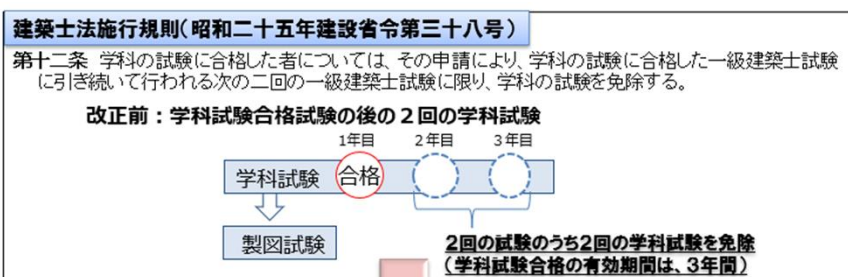 建築士法施行規則(昭和二十五年建設省令第三十八号)
第十二条 学科の試験に合格した者については、その申請により、学科の試験に合格した一級建築士試験
に引き続いて行われる次の二回の一級建築士試験に限り、学科の試験を免除する。
改正前：学科試験合格試験の後の２回の学科試験
1年目 2年目 3年目
学科試験 合格
製図試験
2回の試験のうち2回の学科試験を免除
(学科試験合格の有効期間は、3年間)